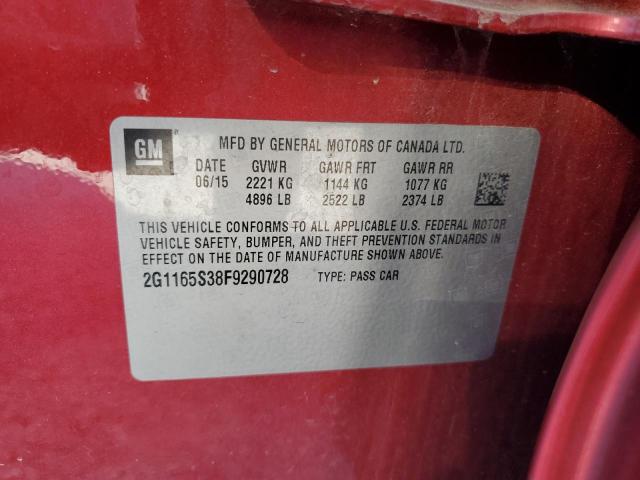 GM
MFD BY GENERAL MOTORS OF CANADA LTD.
DATE GVWR GAWR FRT GAWR RR
06/15 2221 KG 1144 KG 1077 KG
4896 LB 2522 LB 2374 LB
THIS VEHICLE CONFORMS TO ALL APPLICABLE U.S. FEDERAL MOTOR
VEHICLE SAFETY, BUMPER, AND THEFT PREVENTION STANDARDS IN
EFFECT ON THE DATE OF MANUFACTURE SHOWN ABOVE.
2G1165S38F9290728 TYPE: PASS CAR